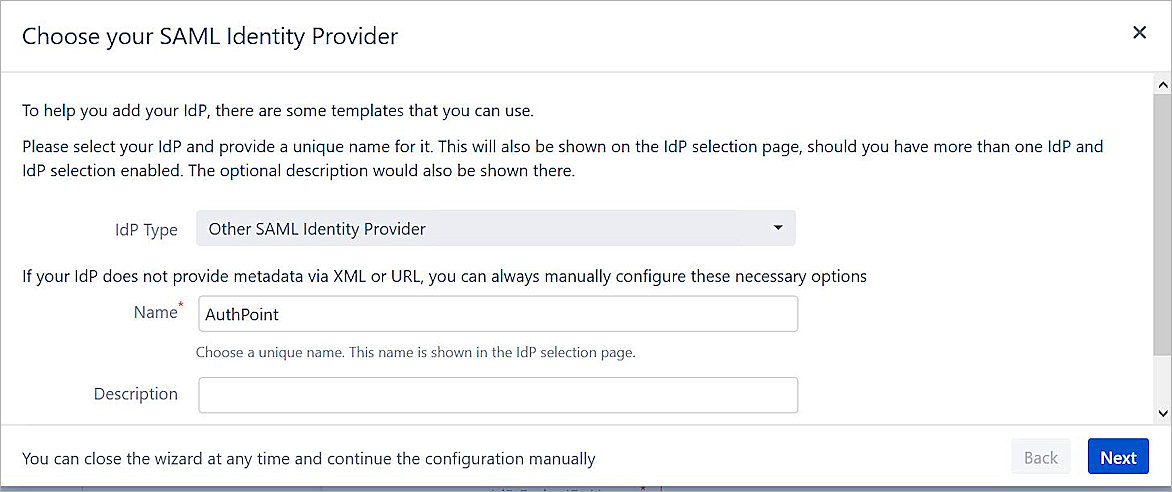 Choose your SAML Identity Provider
To help you add your IdP, there are some templates that you can use.
Please select your IdP and provide a unique name for it. This will also be shown on the IdP selection page, should you have more than one IdP and
IdP selection enabled. The optional description would also be shown there.
IdP Type Other SAML Identity Provider
If your IdP does not provide metadata via XML or URL, you can always manually configure these necessary options
Name* AuthPoint
Choose a unique name. This name is shown in the IdP selection page.
Description
You can close the wizard at any time and continue the configuration manually
Back Next